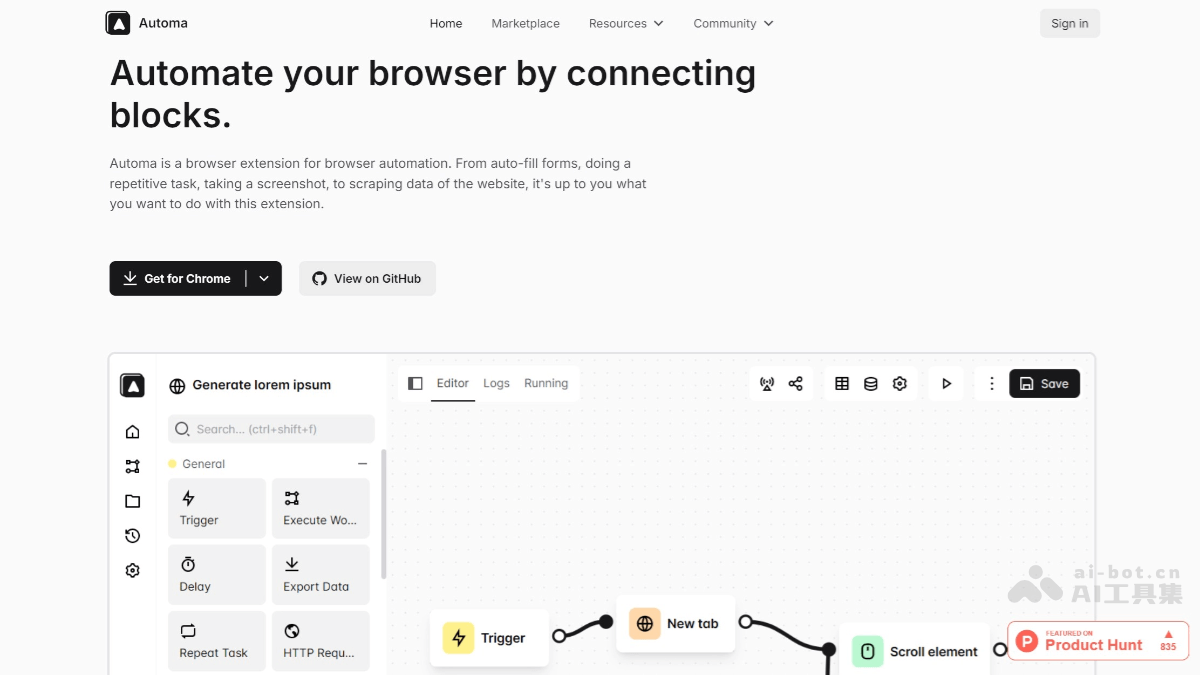 Automa
Home
Marketplace
Resources
Community
Sign in
Automate your browser by connecting
blocks.
Automa is a browser extension for browser automation. From auto-fill forms, doing a
repetitive task, taking a screenshot, to scraping data of the website, it's up to you what
you want to do with this extension.
Get for Chrome
View on GitHub
Generate lorem ipsum
Editor
Logs
Running
Save
Search... (ctrl+shift+f)
General
Trigger
Execute Wo...
Delay
Export Data
Repeat Task
HTTP Requ...
Trigger
New tab
Scroll element
ai-bot.cn
AI工具集
P
FEATURED ON
Product Hunt
835